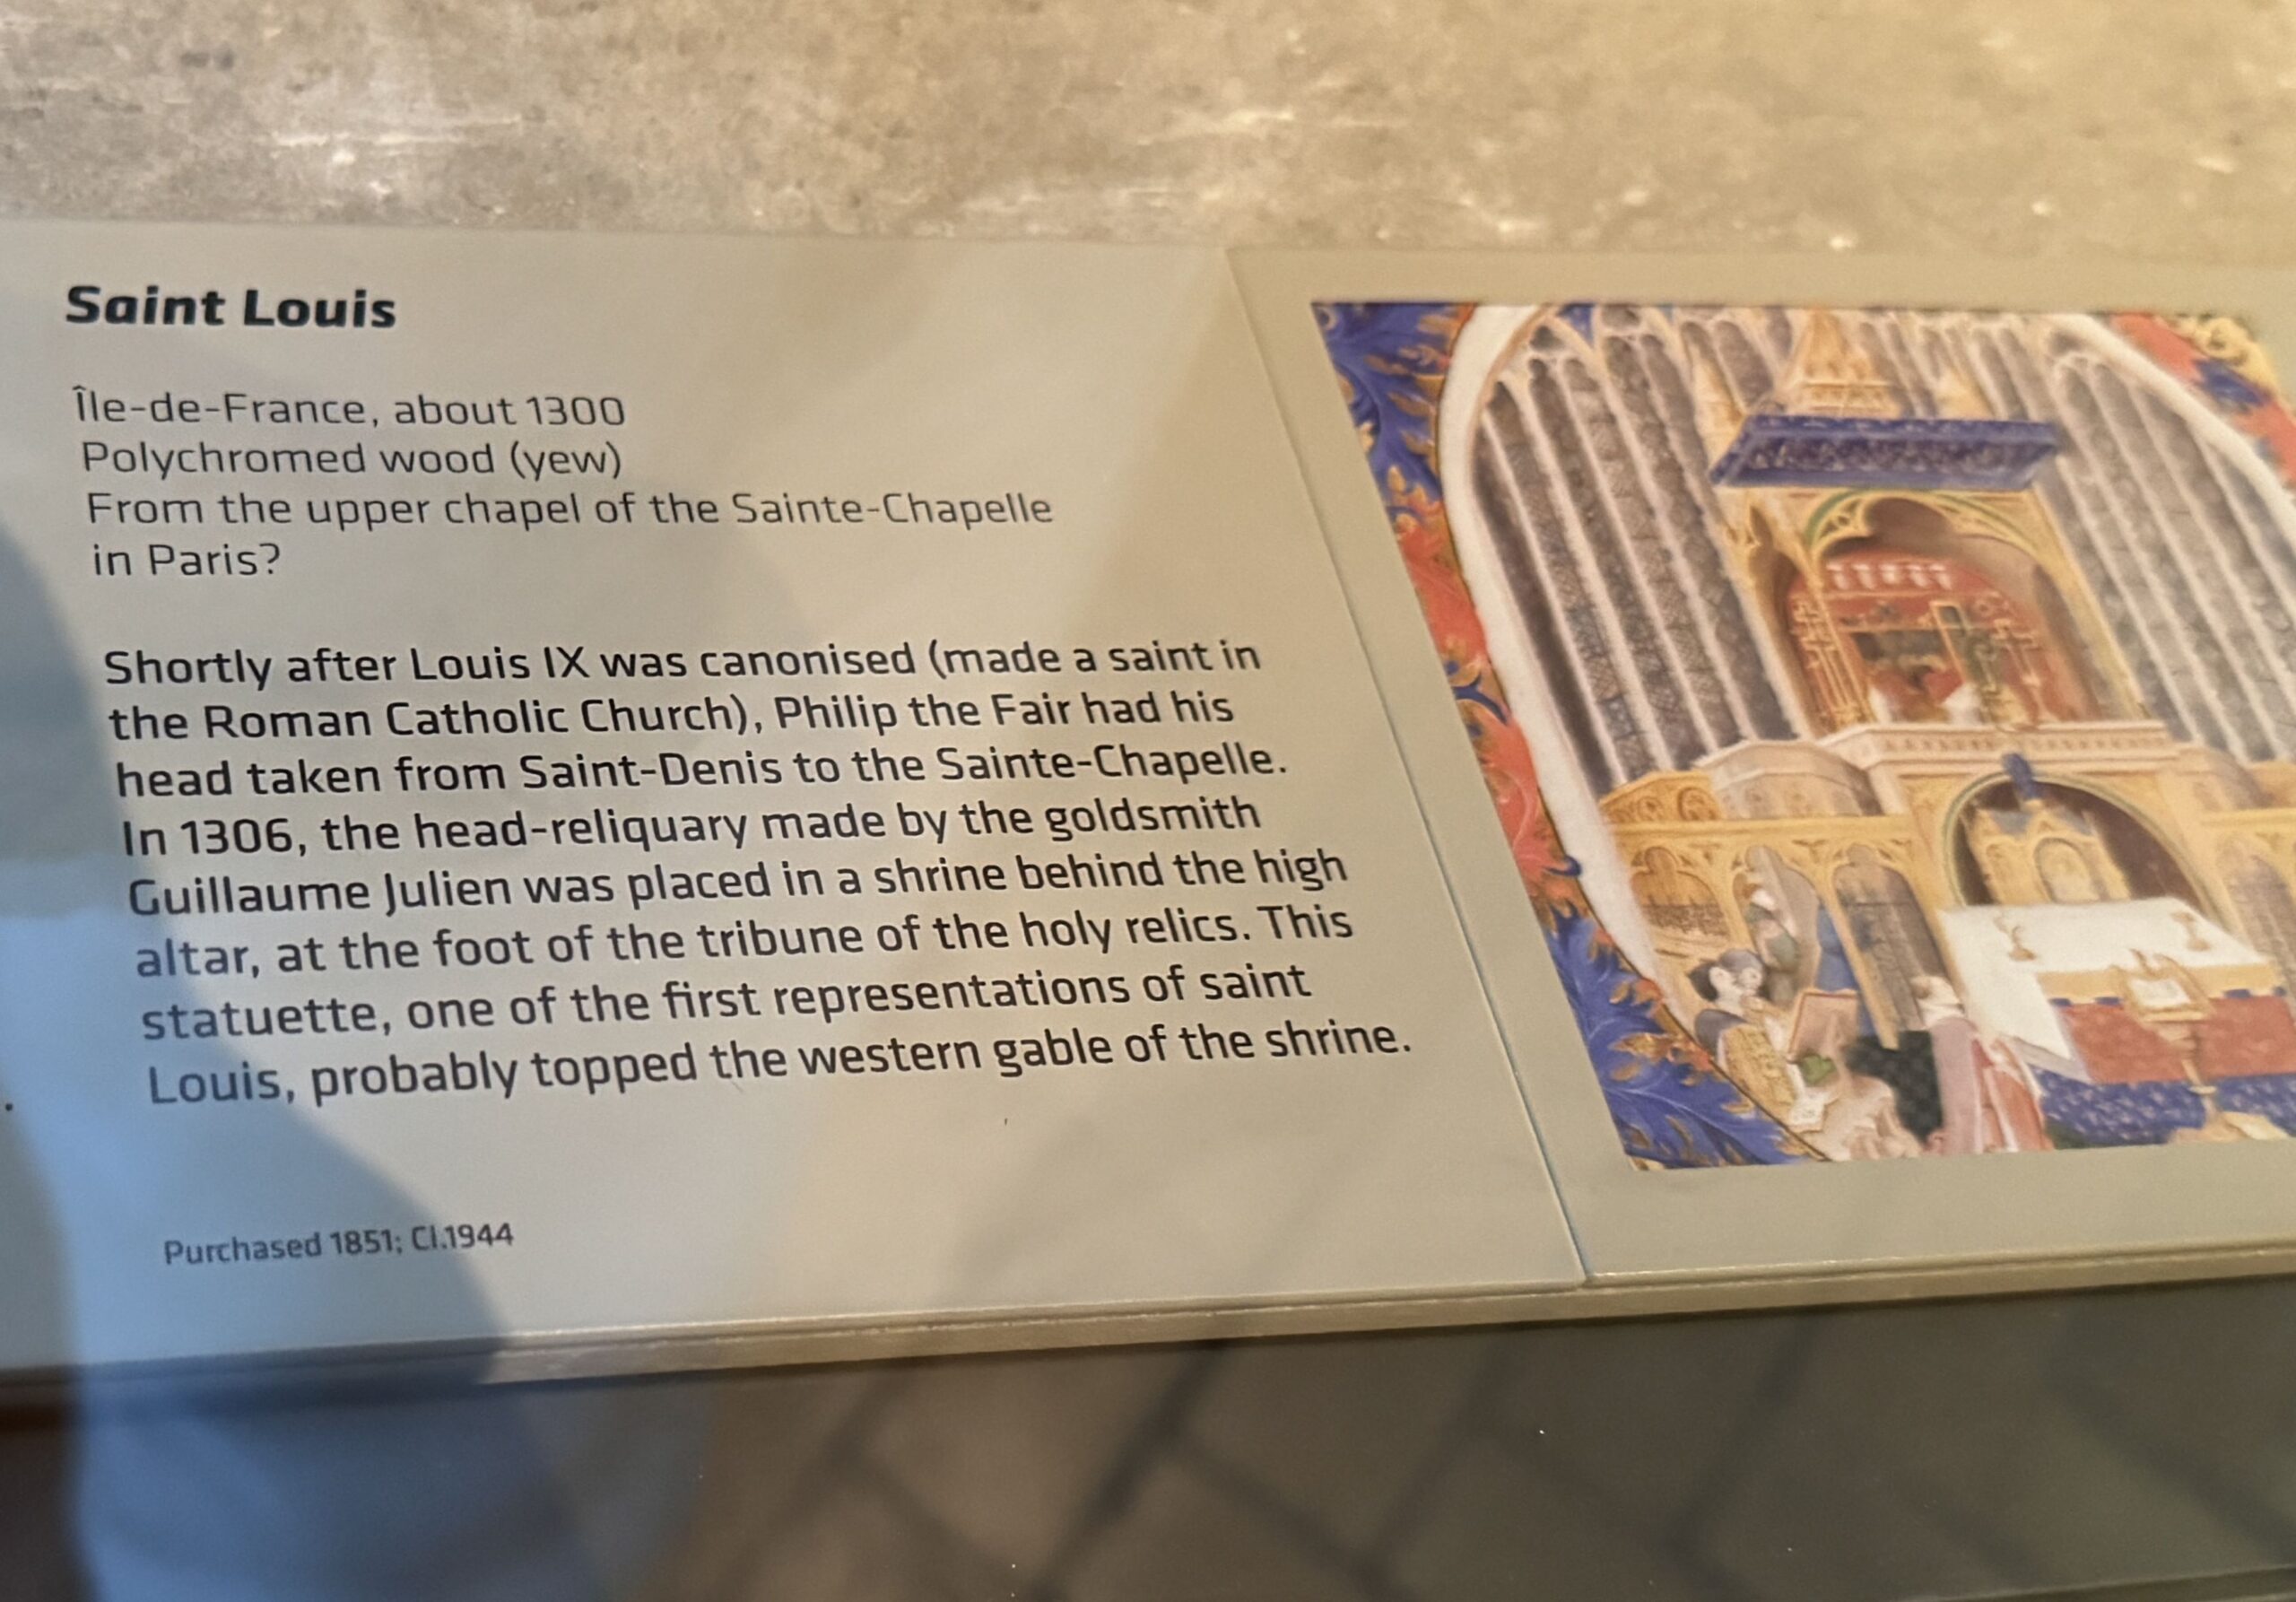 Saint Louis
Île-de-France, about 1300
Polychromed wood (yew)
From the upper chapel of the Sainte-Chapelle
in Paris?
Shortly after Louis IX was canonised (made a saint in
the Roman Catholic Church), Philip the Fair had his
head taken from Saint-Denis to the Sainte-Chapelle.
In 1306, the head-reliquary made by the goldsmith
Guillaume Julien was placed in a shrine behind the high
altar, at the foot of the tribune of the holy relics. This
statuette, one of the first representations of saint
Louis, probably topped the western gable of the shrine.
Purchased 1851; Cl.1944